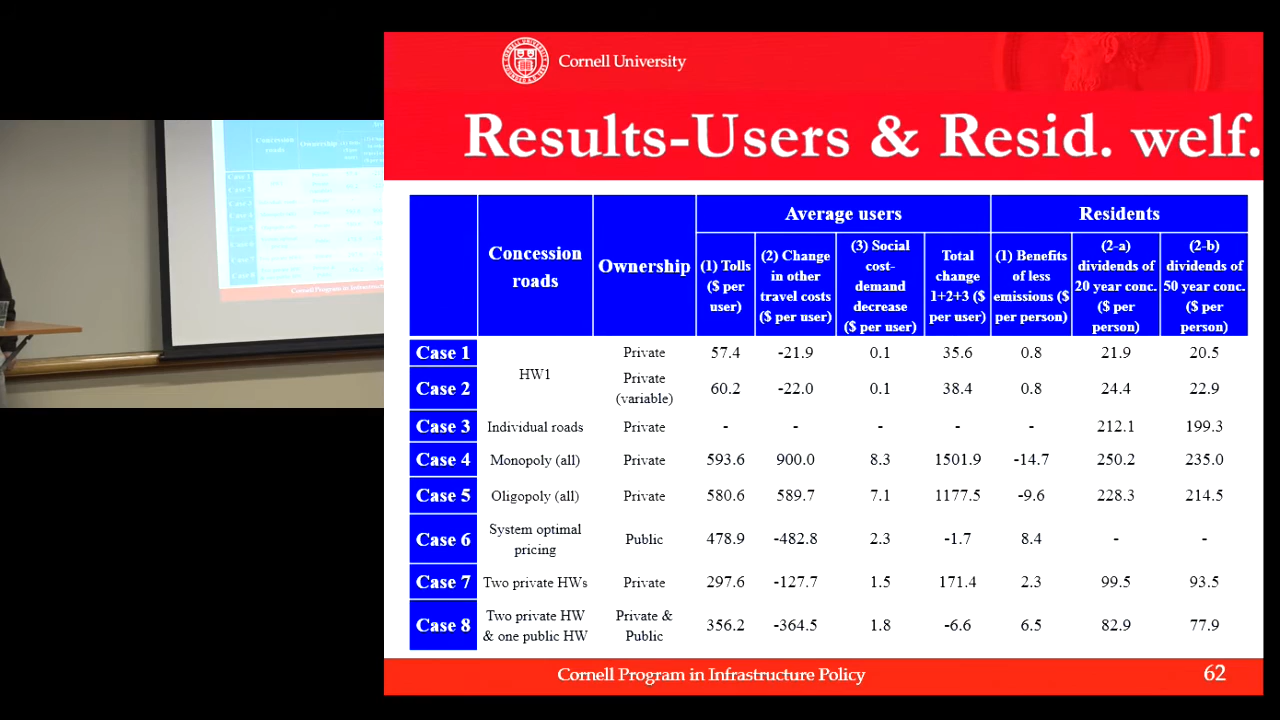 Cornell University
Results-Users & Resid. welf.
Concession
roads
Ownership
Average users
Residents
(1) Tolls
($ per
user)
(2) Change
in other
travel costs
($ per user)
(3) Social
cost-
demand
decrease
($ per user)
Total
change
1+2+3 ($
per user)
(1) Benefits
of less
emissions ($
per person)
(2-a)
dividends of
20 year conc.
($ per
person)
(2-b)
dividends of
50 year conc.
($ per
person)
Case 1 HW1 Private 57.4 -21.9 0.1 35.6 0.8 21.9 20.5
Case 2 Private
(variable) 60.2 -22.0 0.1 38.4 0.8 24.4 22.9
Case 3 Individual roads Private - - - - - 212.1 199.3
Case 4 Monopoly (all) Private 593.6 900.0 8.3 1501.9 -14.7 250.2 235.0
Case 5 Oligopoly (all) Private 580.6 589.7 7.1 1177.5 -9.6 228.3 214.5
Case 6 System optimal
pricing Public 478.9 -482.8 2.3 -1.7 8.4 - -
Case 7 Two private HWs Private 297.6 -127.7 1.5 171.4 2.3 99.5 93.5
Case 8 Two private HW
& one public HW Private &
Public 356.2 -364.5 1.8 -6.6 6.5 82.9 77.9
Cornell Program in Infrastructure Policy
62